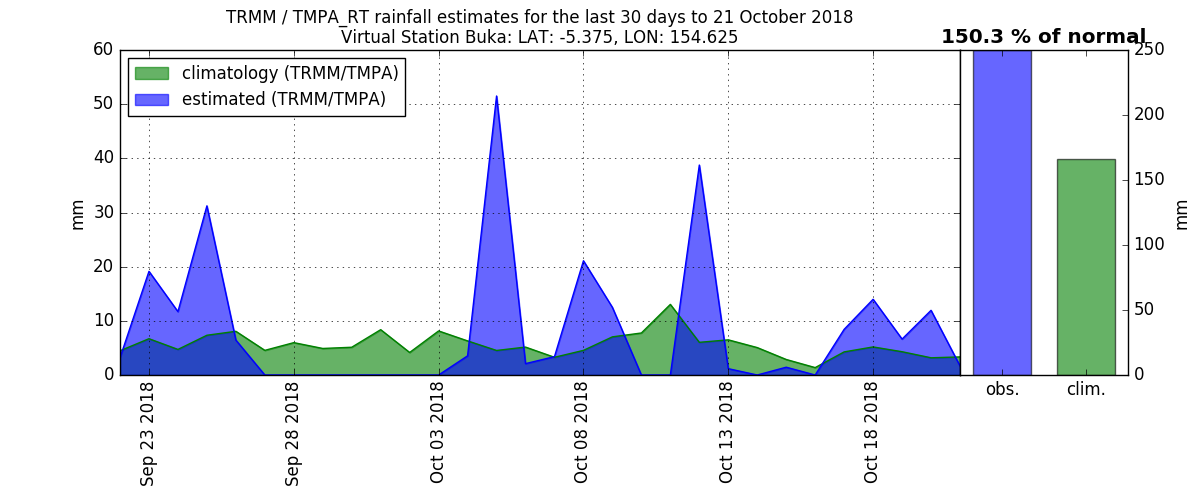 TRMM / TMPA_RT rainfall estimates for the last 30 days to 21 October 2018
Virtual Station Buka: LAT: -5.375, LON: 154.625
150.3 % of normal
climatology (TRMM/TMPA)
estimated (TRMM/TMPA)
60
50
40
30
20
10
0
mm
Sep 23 2018
Sep 28 2018
Oct 03 2018
Oct 08 2018
Oct 13 2018
Oct 18 2018
250
200
150
100
50
0
mm
obs.
clim.